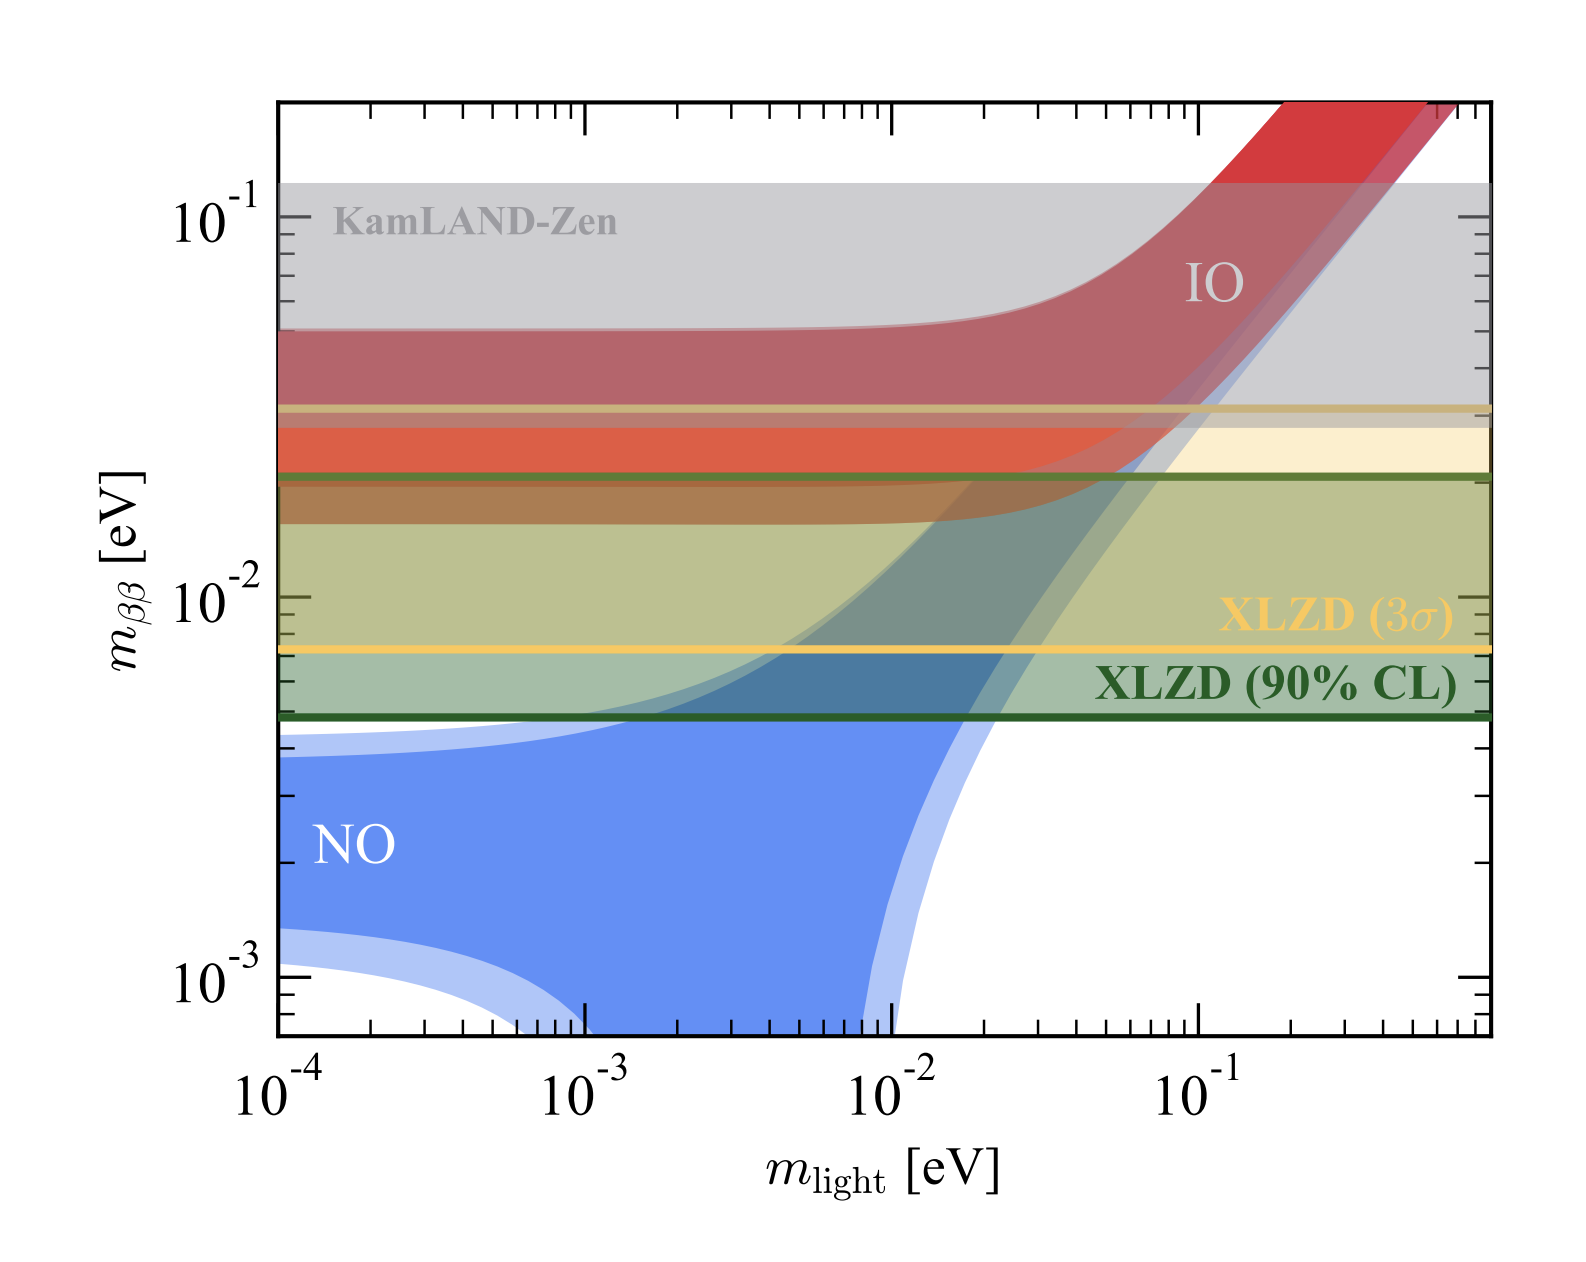 KamLAND-Zen
IO
XLZD (3σ)
XLZD (90% CL)
NO
10⁻¹
10⁻²
10⁻³
m_ββ [eV]
10⁻⁴ 10⁻³ 10⁻² 10⁻¹
m_light [eV]